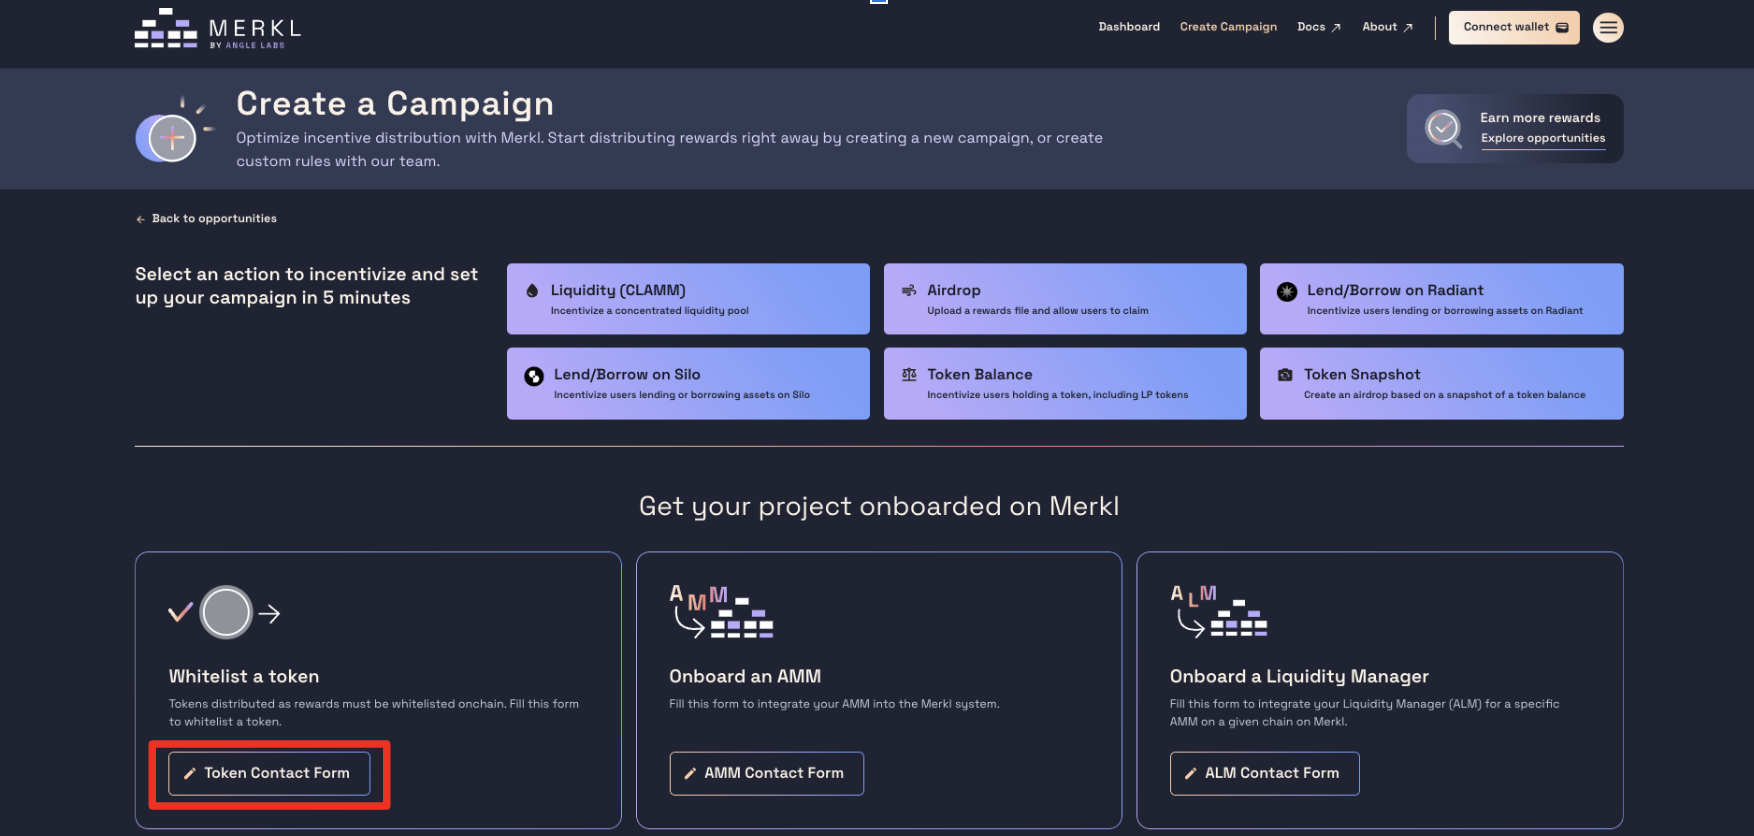 MERKL
BY ANGLE LABS
Dashboard
Create Campaign
Docs
About
Connect wallet
Create a Campaign
Optimize incentive distribution with Merkl. Start distributing rewards right away by creating a new campaign, or create
custom rules with our team.
Earn more rewards
Explore opportunities
Back to opportunities
Select an action to incentivize and set
up your campaign in 5 minutes
Liquidity (CLAMM)
Incentivize a concentrated liquidity pool
Airdrop
Upload a rewards file and allow users to claim
Lend/Borrow on Radiant
Incentivize users lending or borrowing assets on Radiant
Lend/Borrow on Silo
Incentivize users lending or borrowing assets on Silo
Token Balance
Incentivize users holding a token, including LP tokens
Token Snapshot
Create an airdrop based on a snapshot of a token balance
Get your project onboarded on Merkl
Whitelist a token
Tokens distributed as rewards must be whitelisted onchain. Fill this form
to whitelist a token.
Token Contact Form
AMM
Onboard an AMM
Fill this form to integrate your AMM into the Merkl system.
AMM Contact Form
ALM
Onboard a Liquidity Manager
Fill this form to integrate your Liquidity Manager (ALM) for a specific
AMM on a given chain on Merkl.
ALM Contact Form